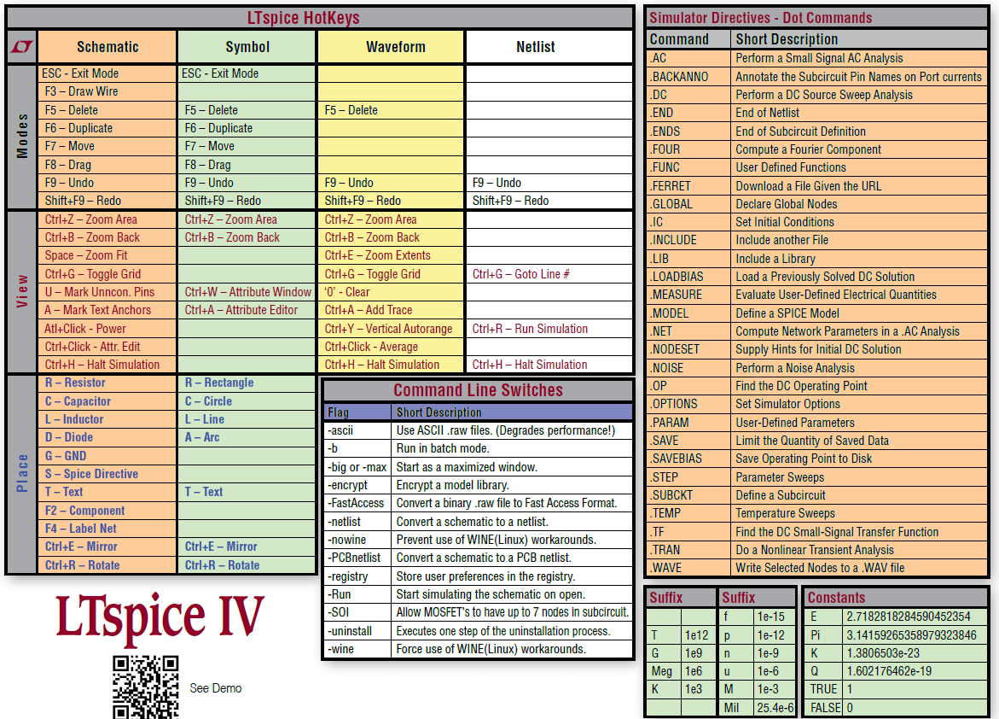 LTspice HotKeys
Schematic Symbol Waveform Netlist
Modes
ESC - Exit Mode ESC - Exit Mode
F3 – Draw Wire
F5 – Delete F5 – Delete F5 – Delete
F6 – Duplicate F6 – Duplicate
F7 – Move F7 – Move
F8 – Drag F8 – Drag
F9 – Undo F9 – Undo F9 – Undo F9 – Undo
Shift+F9 – Redo Shift+F9 – Redo Shift+F9 – Redo Shift+F9 – Redo
View
Ctrl+Z – Zoom Area Ctrl+Z – Zoom Area Ctrl+Z – Zoom Area
Ctrl+B – Zoom Back Ctrl+B – Zoom Back Ctrl+B – Zoom Back
Space – Zoom Fit Ctrl+E – Zoom Extents
Ctrl+G – Toggle Grid Ctrl+G – Toggle Grid Ctrl+G – Goto Line #
U – Mark Unncon. Pins Ctrl+W – Attribute Window ‘0’ - Clear
A – Mark Text Anchors Ctrl+A – Attribute Editor Ctrl+A – Add Trace
Atl+Click - Power Ctrl+Y – Vertical Autorange Ctrl+R – Run Simulation
Ctrl+Click - Attr. Edit Ctrl+Click - Average
Ctrl+H – Halt Simulation Ctrl+H – Halt Simulation Ctrl+H – Halt Simulation
Place
R – Resistor R – Rectangle
C – Capacitor C – Circle
L – Inductor L – Line
D – Diode A – Arc
G – GND
S – Spice Directive
T – Text T – Text
F2 – Component
F4 – Label Net
Ctrl+E – Mirror Ctrl+E – Mirror
Ctrl+R – Rotate Ctrl+R – Rotate
Command Line Switches
Flag Short Description
-ascii Use ASCII .raw files. (Degrades performance!)
-b Run in batch mode.
-big or -max Start as a maximized window.
-encrypt Encrypt a model library.
-FastAccess Convert a binary .raw file to Fast Access Format.
-netlist Convert a schematic to a netlist.
-nowine Prevent use of WINE(Linux) workarounds.
-PCBnetlist Convert a schematic to a PCB netlist.
-registry Store user preferences in the registry.
-Run Start simulating the schematic on open.
-SOI Allow MOSFET's to have up to 7 nodes in subcircuit.
-uninstall Executes one step of the uninstallation process.
-wine Force use of WINE(Linux) workarounds.
LTspice IV
See Demo
Simulator Directives - Dot Commands
Command Short Description
.AC Perform a Small Signal AC Analysis
.BACKANNO Annotate the Subcircuit Pin Names on Port currents
.DC Perform a DC Source Sweep Analysis
.END End of Netlist
.ENDS End of Subcircuit Definition
.FOUR Compute a Fourier Component
.FUNC User Defined Functions
.FERRET Download a File Given the URL
.GLOBAL Declare Global Nodes
.IC Set Initial Conditions
.INCLUDE Include another File
.LIB Include a Library
.LOADBIAS Load a Previously Solved DC Solution
.MEASURE Evaluate User-Defined Electrical Quantities
.MODEL Define a SPICE Model
.NET Compute Network Parameters in a .AC Analysis
.NODESET Supply Hints for Initial DC Solution
.NOISE Perform a Noise Analysis
.OP Find the DC Operating Point
.OPTIONS Set Simulator Options
.PARAM User-Defined Parameters
.SAVE Limit the Quantity of Saved Data
.SAVEBIAS Save Operating Point to Disk
.STEP Parameter Sweeps
.SUBCKT Define a Subcircuit
.TEMP Temperature Sweeps
.TF Find the DC Small-Signal Transfer Function
.TRAN Do a Nonlinear Transient Analysis
.WAVE Write Selected Nodes to a .WAV file
Suffix Suffix
f 1e-15
T 1e12 p 1e-12
G 1e9 n 1e-9
Meg 1e6 u 1e-6
K 1e3 M 1e-3
Mil 25.4e-6
Constants
E 2.7182818284590452354
Pi 3.14159265358979323846
K 1.3806503e-23
Q 1.602176462e-19
TRUE 1
FALSE 0